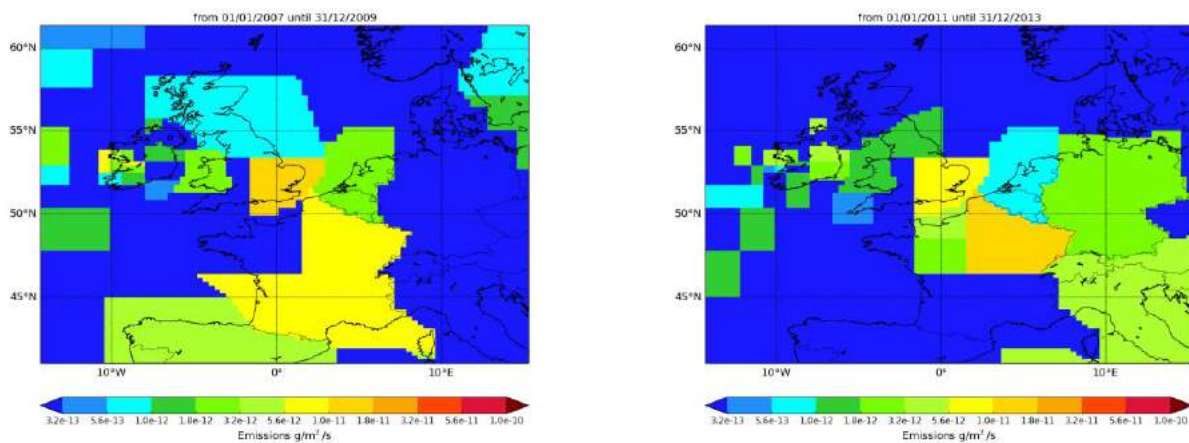 from 01/01/2007 until 31/12/2009
60°N
55°N
50°N
45°N
10°W 0° 10°E
3.2e-13 5.6e-13 1.0e-12 1.8e-12 3.2e-12 5.6e-12 1.0e-11 1.8e-11 3.2e-11 5.6e-11 1.0e-10
Emissions g/m²/s
from 01/01/2011 until 31/12/2013
60°N
55°N
50°N
45°N
10°W 0° 10°E
3.2e-13 5.6e-13 1.0e-12 1.8e-12 3.2e-12 5.6e-12 1.0e-11 1.8e-11 3.2e-11 5.6e-11 1.0e-10
Emissions g/m²/s